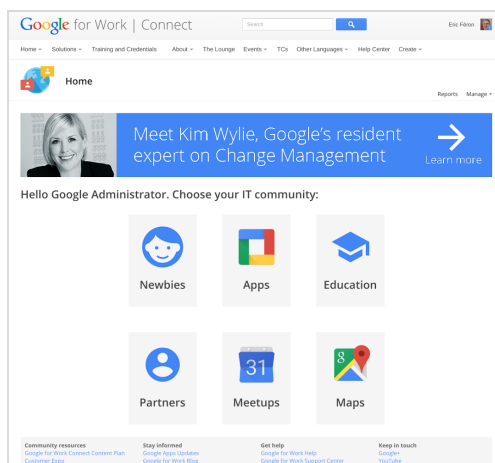 Google for Work | Connect
Search
Eric Féron
Home
Solutions
Training and Credentials
About
The Lounge
Events
TCs
Other Languages
Help Center
Create
Home
Reports
Manage
Meet Kim Wylie, Google's resident
expert on Change Management
Learn more
Hello Google Administrator. Choose your IT community:
Newbies
Apps
Education
31
8
Partners
Meetups
Maps
Community resources
Stay informed
Get help
Keep in touch
Google for Work Connect Content Plan
Google Apps Updates
Google for Work Help
Google+
Customer Expo
Google for Work Blog
Google for Work Support Center
YouTube